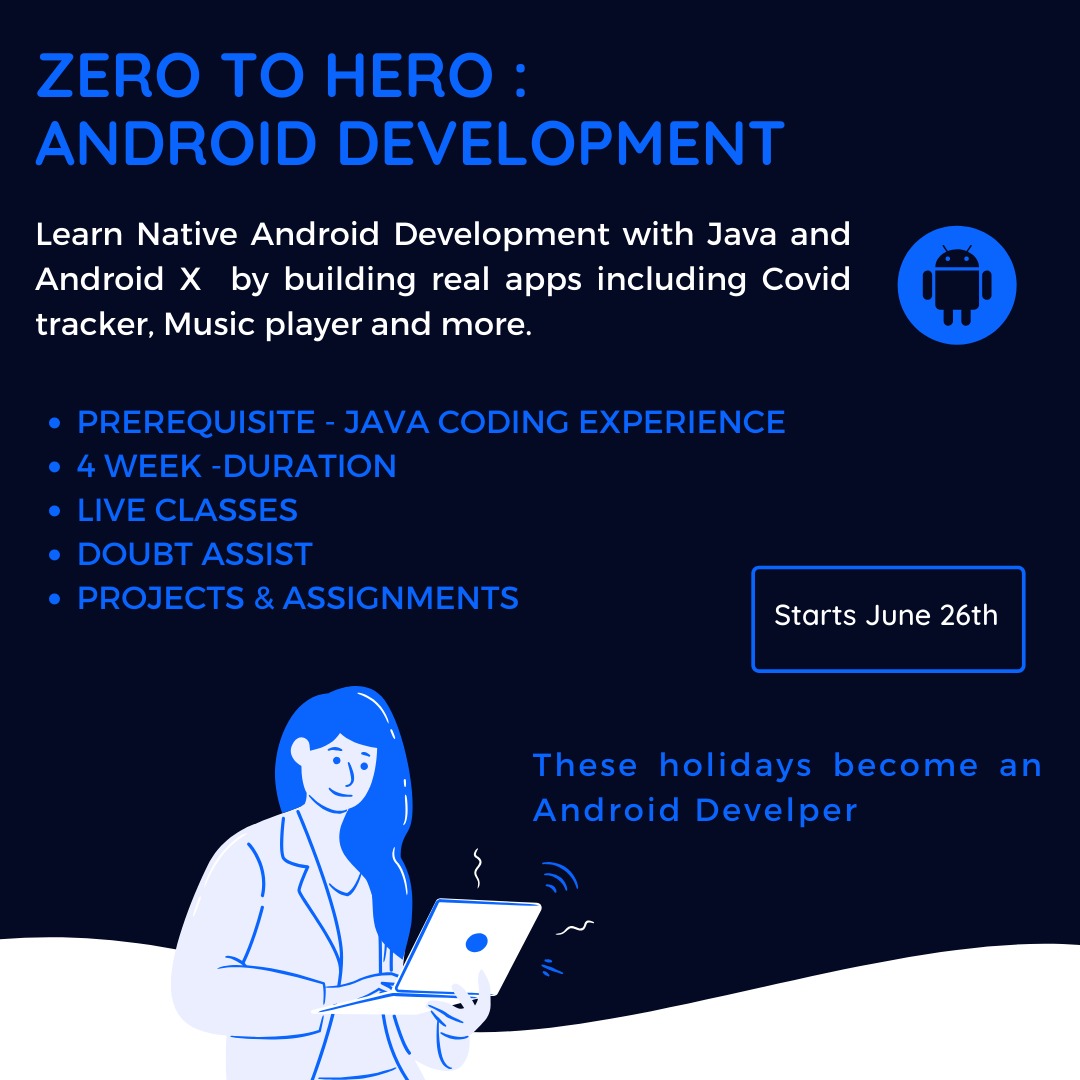 ZERO TO HERO :
ANDROID DEVELOPMENT
Learn Native Android Development with Java and
Android X by building real apps including Covid
tracker, Music player and more.
• PREREQUISITE - JAVA CODING EXPERIENCE
• 4 WEEK -DURATION
• LIVE CLASSES
• DOUBT ASSIST
• PROJECTS & ASSIGNMENTS
Starts June 26th
These holidays become an
Android Develper